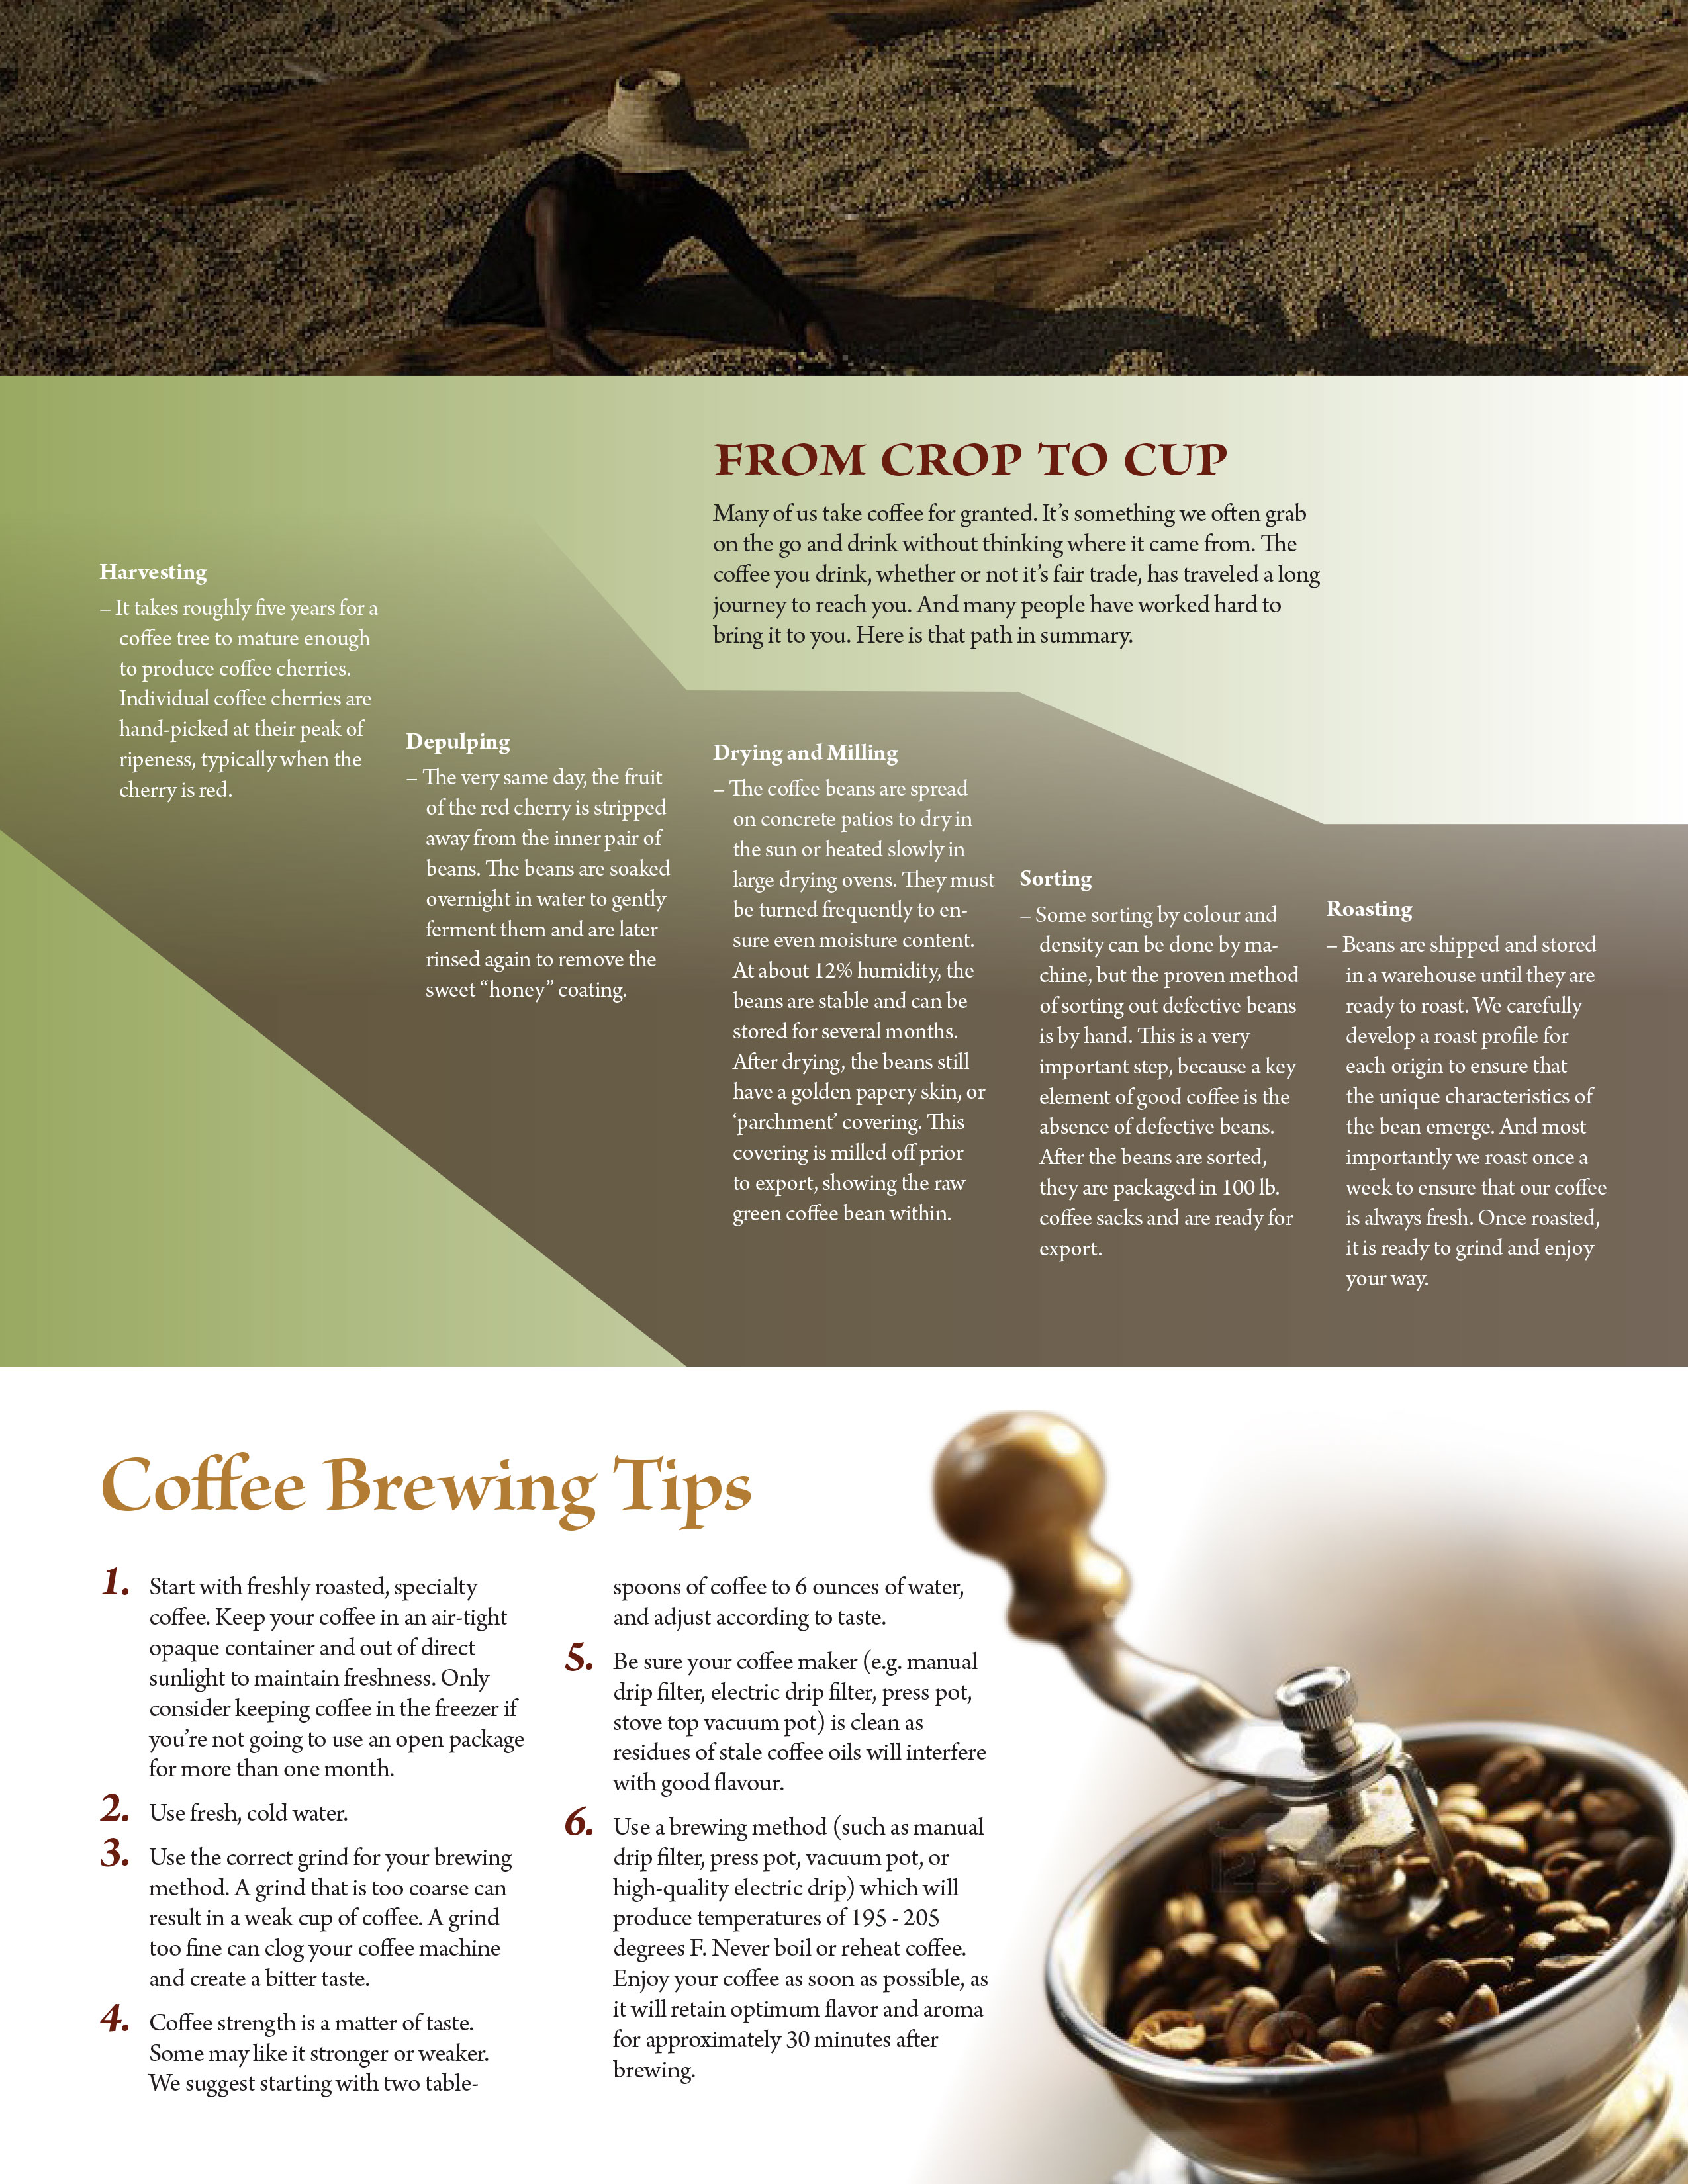 FROM CROP TO CUP
Many of us take coffee for granted. It’s something we often grab
on the go and drink without thinking where it came from. The
coffee you drink, whether or not it’s fair trade, has traveled a long
journey to reach you. And many people have worked hard to
bring it to you. Here is that path in summary.
Harvesting
– It takes roughly five years for a
coffee tree to mature enough
to produce coffee cherries.
Individual coffee cherries are
hand-picked at their peak of
ripeness, typically when the
cherry is red.
Depulping
– The very same day, the fruit
of the red cherry is stripped
away from the inner pair of
beans. The beans are soaked
overnight in water to gently
ferment them and are later
rinsed again to remove the
sweet “honey” coating.
Drying and Milling
– The coffee beans are spread
on concrete patios to dry in
the sun or heated slowly in
large drying ovens. They must
be turned frequently to en-
sure even moisture content.
At about 12% humidity, the
beans are stable and can be
stored for several months.
After drying, the beans still
have a golden papery skin, or
‘parchment’ covering. This
covering is milled off prior
to export, showing the raw
green coffee bean within.
Sorting
– Some sorting by colour and
density can be done by ma-
chine, but the proven method
of sorting out defective beans
is by hand. This is a very
important step, because a key
element of good coffee is the
absence of defective beans.
After the beans are sorted,
they are packaged in 100 lb.
coffee sacks and are ready for
export.
Roasting
– Beans are shipped and stored
in a warehouse until they are
ready to roast. We carefully
develop a roast profile for
each origin to ensure that
the unique characteristics of
the bean emerge. And most
importantly we roast once a
week to ensure that our coffee
is always fresh. Once roasted,
it is ready to grind and enjoy
your way.
Coffee Brewing Tips
1. Start with freshly roasted, specialty
coffee. Keep your coffee in an air-tight
opaque container and out of direct
sunlight to maintain freshness. Only
consider keeping coffee in the freezer if
you’re not going to use an open package
for more than one month.
2. Use fresh, cold water.
3. Use the correct grind for your brewing
method. A grind that is too coarse can
result in a weak cup of coffee. A grind
too fine can clog your coffee machine
and create a bitter taste.
4. Coffee strength is a matter of taste.
Some may like it stronger or weaker.
We suggest starting with two table-
spoons of coffee to 6 ounces of water,
and adjust according to taste.
5. Be sure your coffee maker (e.g. manual
drip filter, electric drip filter, press pot,
stove top vacuum pot) is clean as
residues of stale coffee oils will interfere
with good flavour.
6. Use a brewing method (such as manual
drip filter, press pot, vacuum pot, or
high-quality electric drip) which will
produce temperatures of 195 - 205
degrees F. Never boil or reheat coffee.
Enjoy your coffee as soon as possible, as
it will retain optimum flavor and aroma
for approximately 30 minutes after
brewing.